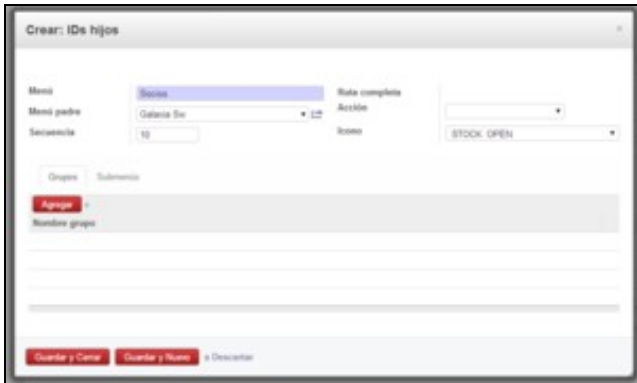 Crear: IDs hijos
×
Menú
Socios
Ruta completa
Menú padre
Galaxia Sw
Acción
Secuencia
10
Icono
STOCK_OPEN
Grupos
Submenús
Agregar
Nombre grupo
Guardar y Cerrar
Guardar y Nuevo
o Descartar